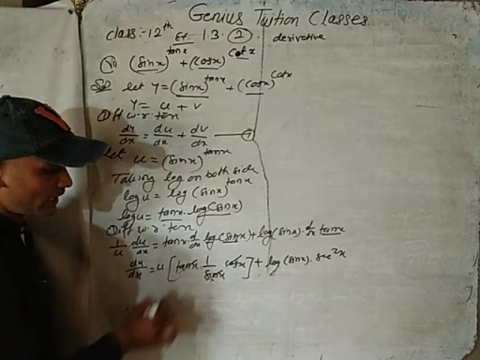 Genius Tuition Classes
class:- 12th Ex 13 (2) derivative
(sinx)^tanx + (cosx)^cotx
Sol let y = (sinx)^tanx + (cosx)^cotx
y = u + v
Diff w.r.to x
dy/dx = du/dx + dv/dx
let u = (sinx)^tanx
Taking log on both side
log u = log (sinx)^tanx
log u = tanx. log(sinx)
Diff w.r.to x
1/u du/dx = tanx. d/dx log(sinx) + log(sinx). d/dx tanx
du/dx = u [tanx. 1/sinx cosx] + log(sinx). sec²x